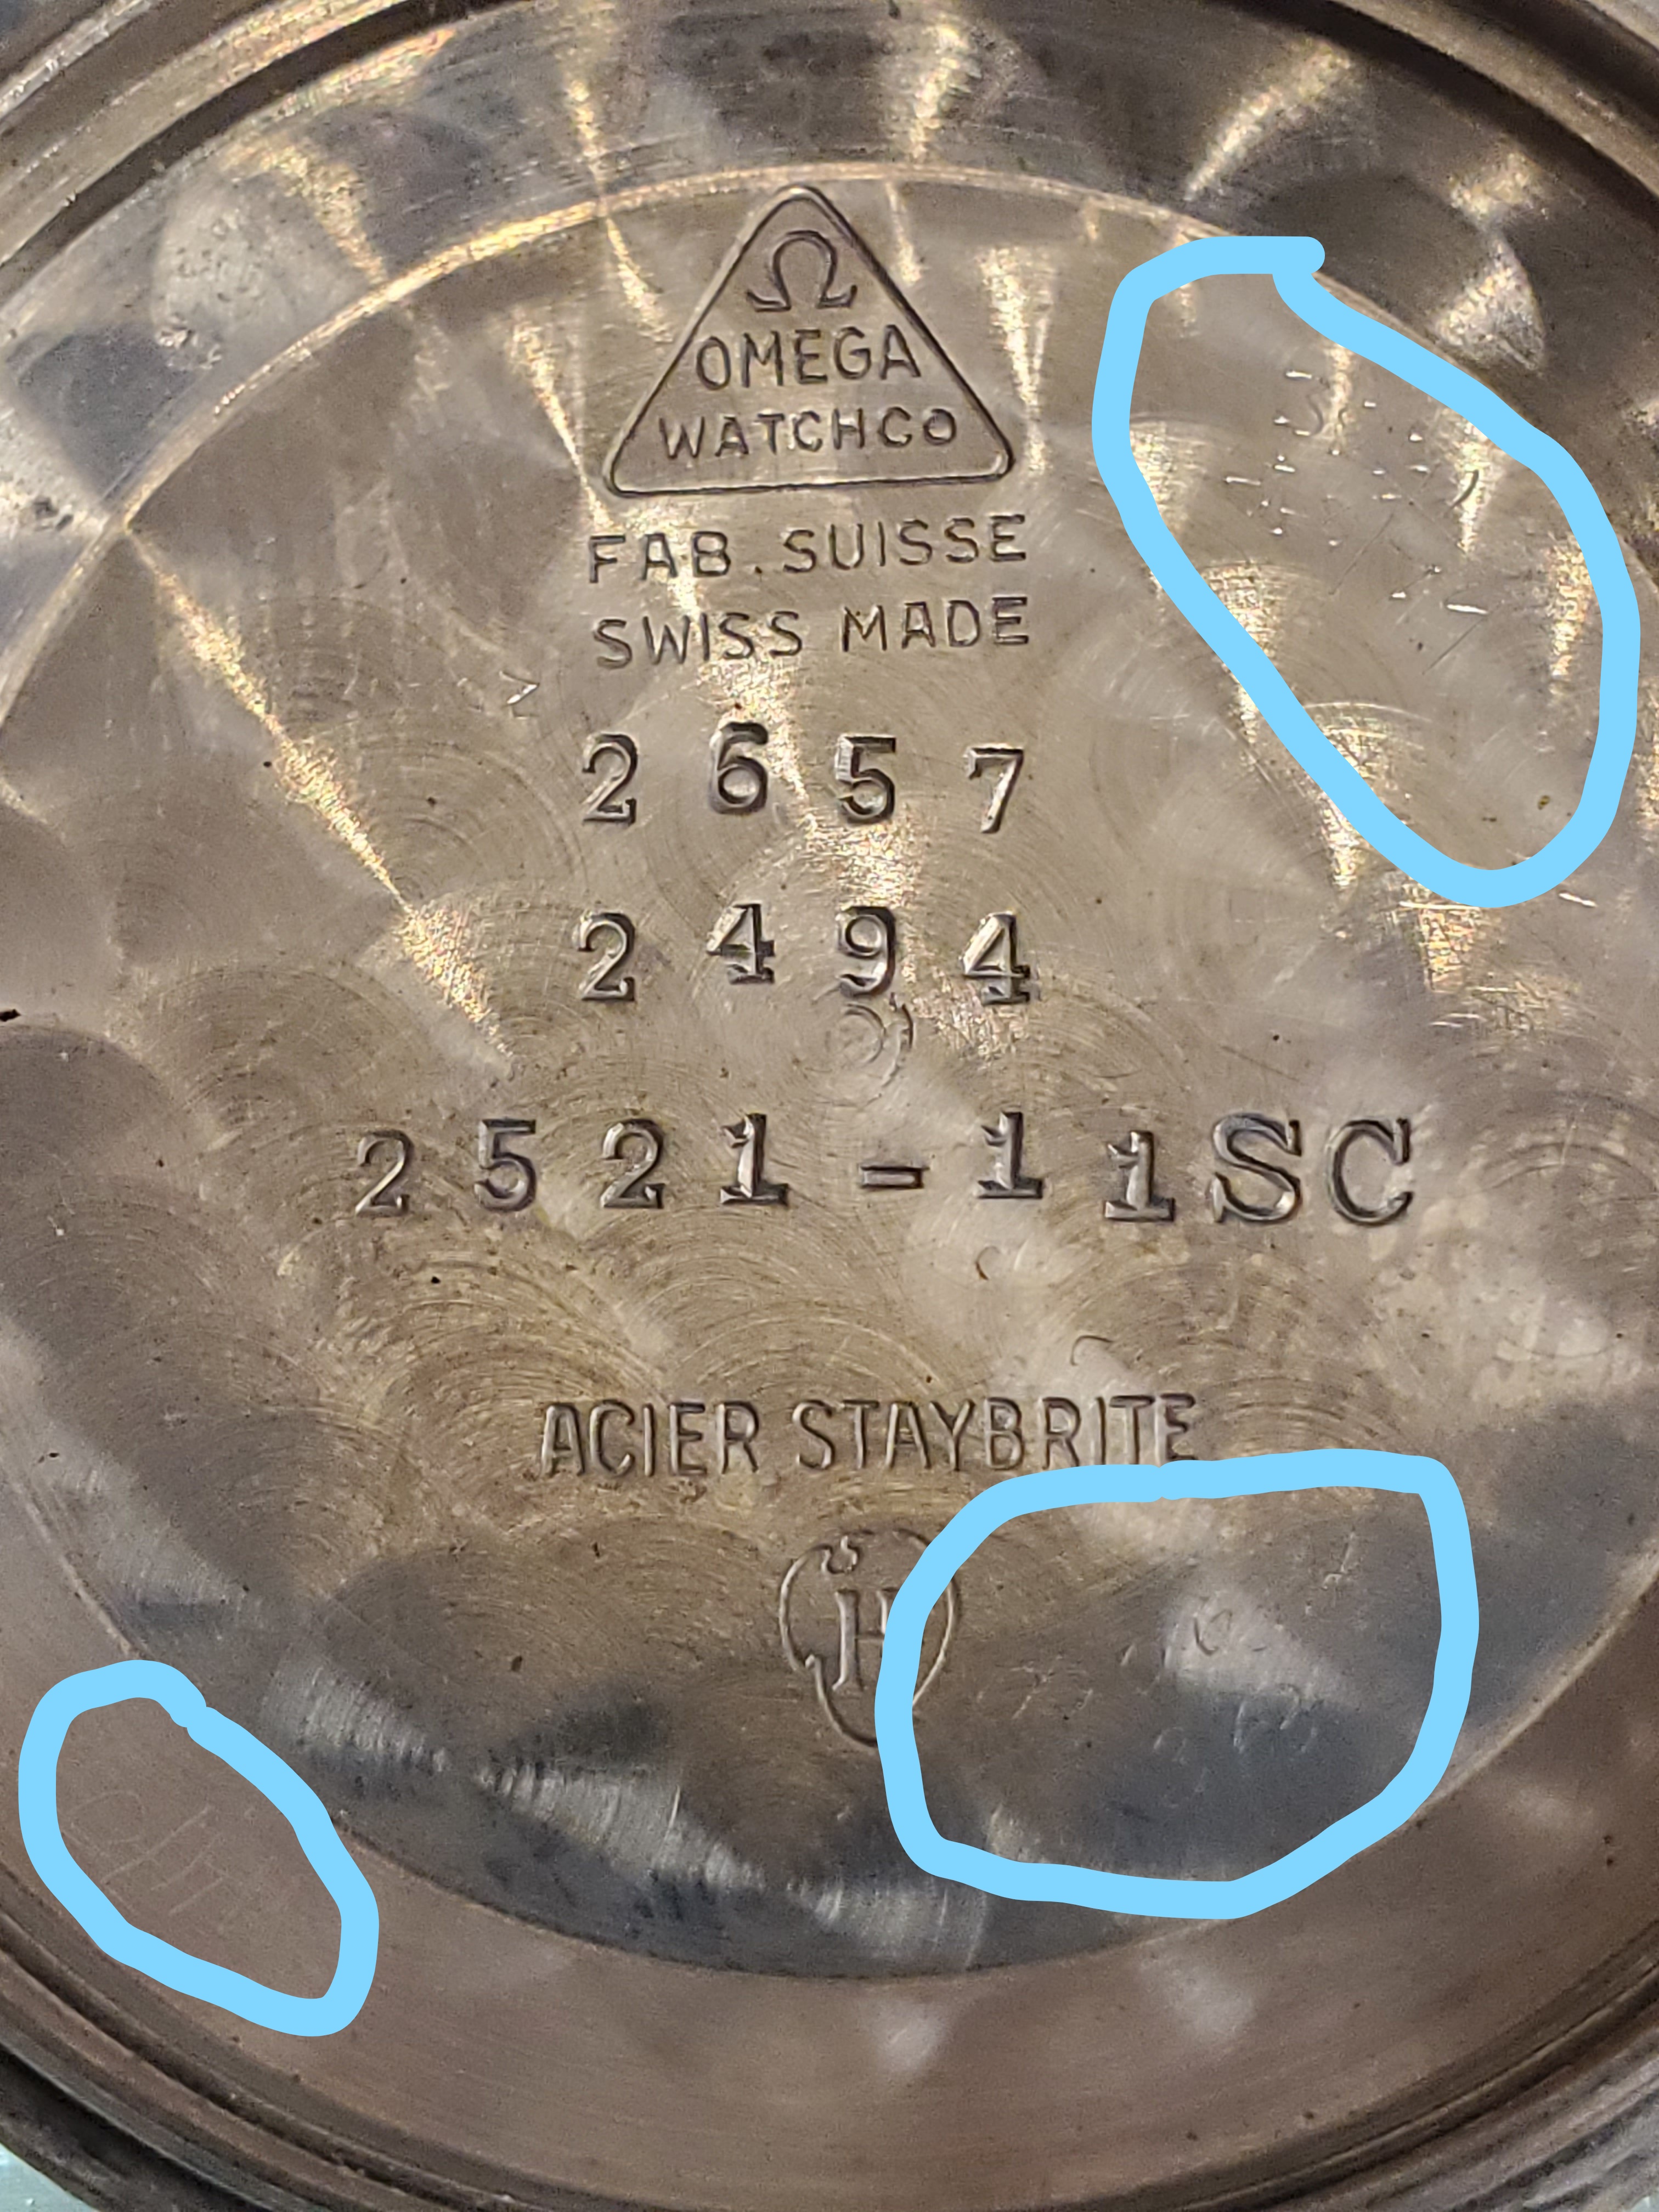 Ω
OMEGA
WATCH CO
FAB. SUISSE
SWISS MADE
2657
2494
2521-11SC
ACIER STAYBRITE